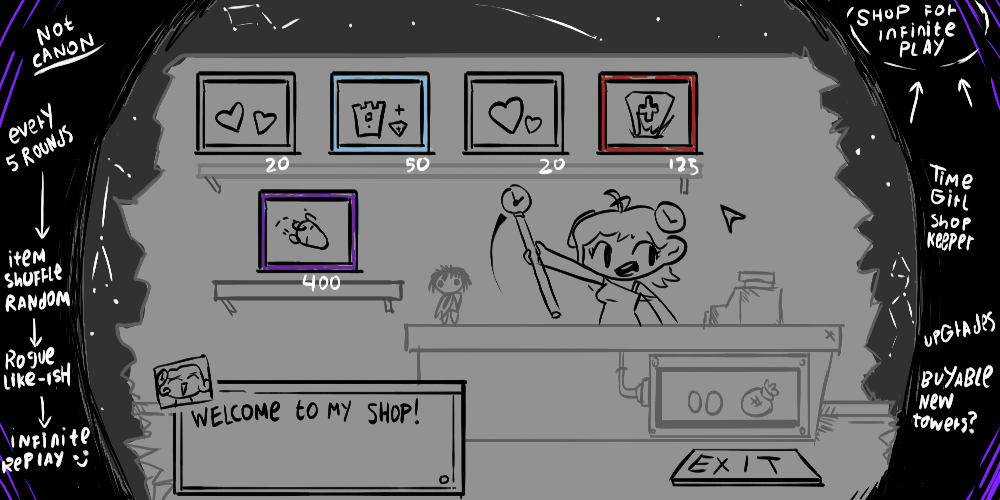 NOT
CANON
every
5 ROUNDS
item
SHUFFLE
RANDOM
Rogue
Like-ISH
INFINITE
RePLAY :)
20
50
20
125
400
WELCOME to MY SHOP!
00
EXIT
SHOP FOr
infinite
PLAY
Time
Girl
Shop
Keeper
upgrades
BUYABLE
new
towers?